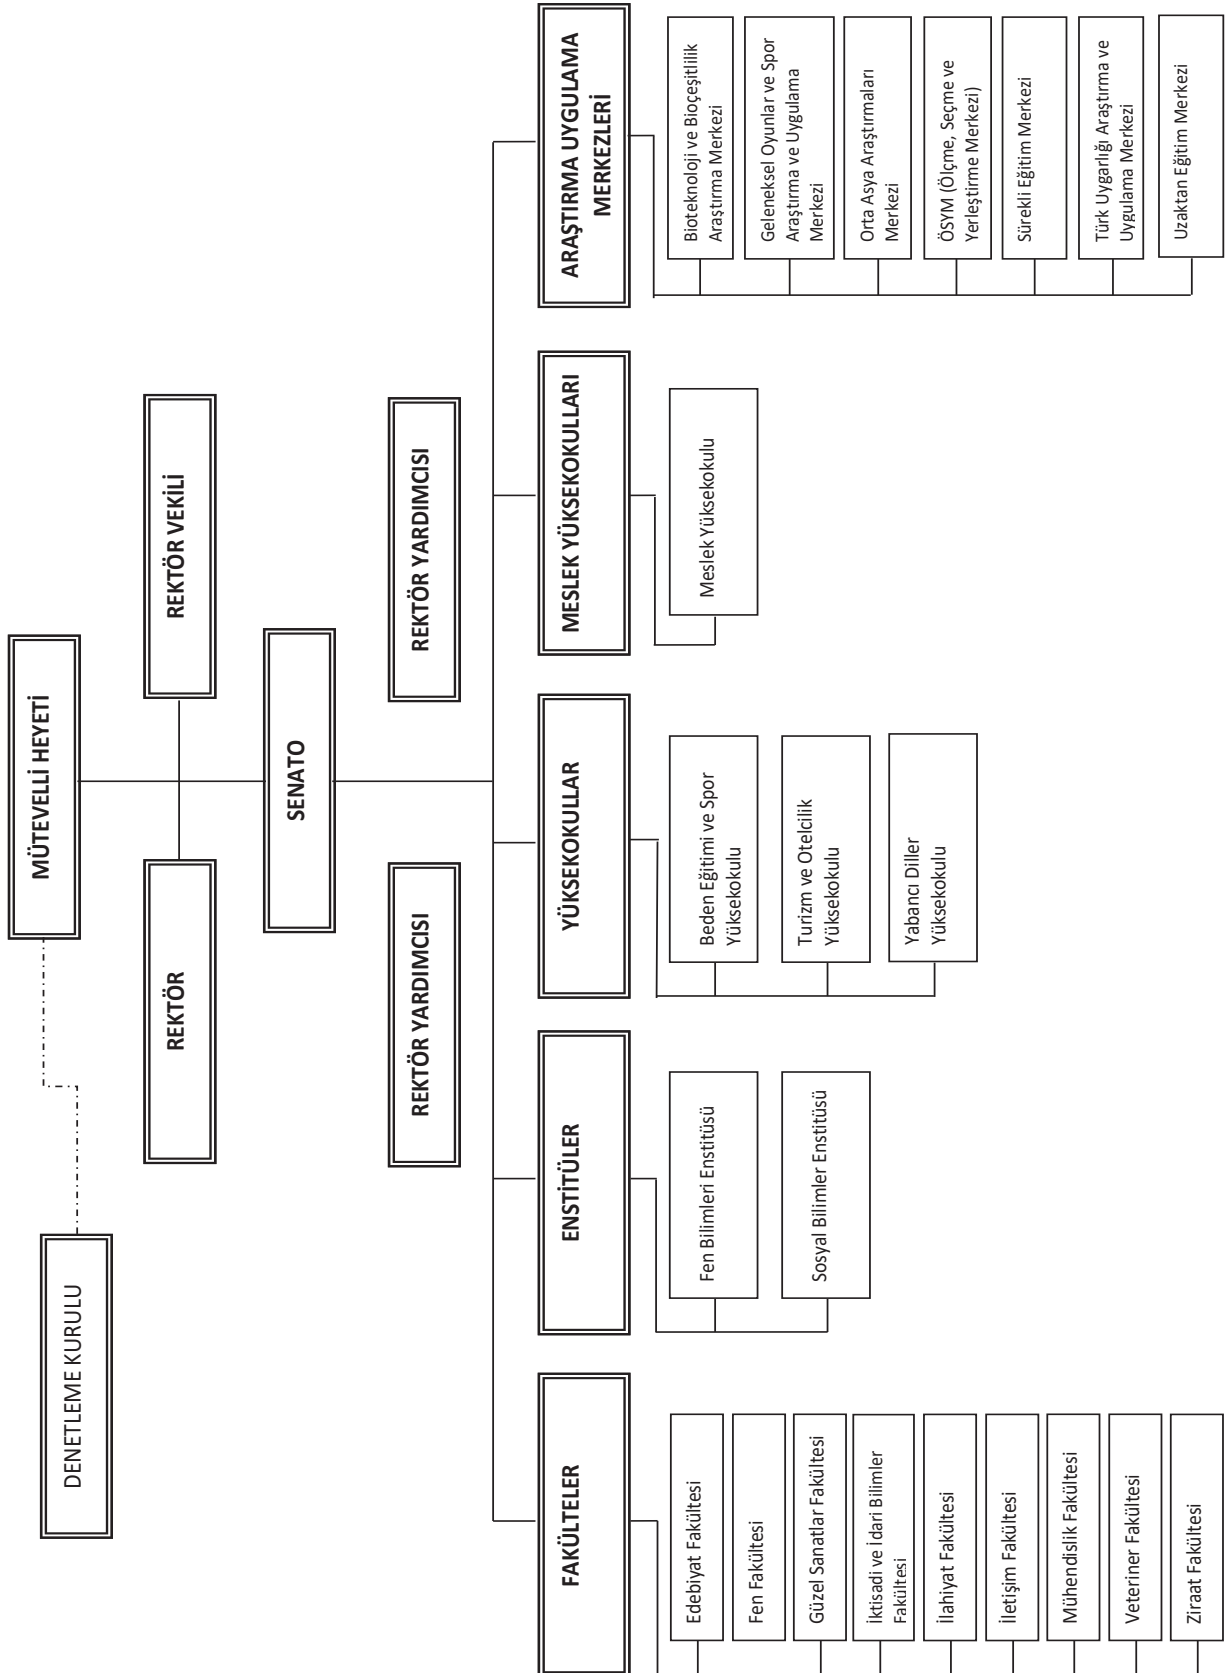 MÜTEVELLİ HEYETİ
DENETLEME KURULU
REKTÖR
REKTÖR VEKİLİ
SENATO
REKTÖR YARDIMCISI
REKTÖR YARDIMCISI
FAKÜLTELER
Edebiyat Fakültesi
Fen Fakültesi
Güzel Sanatlar Fakültesi
İktisadi ve İdari Bilimler
Fakültesi
İlahiyat Fakültesi
İletişim Fakültesi
Mühendislik Fakültesi
Veteriner Fakültesi
Ziraat Fakültesi
ENSTİTÜLER
Fen Bilimleri Enstitüsü
Sosyal Bilimler Enstitüsü
YÜKSEKOKULLAR
Beden Eğitimi ve Spor
Yüksekokulu
Turizm ve Otelcilik
Yüksekokulu
Yabancı Diller
Yüksekokulu
MESLEK YÜKSEKOKULLARI
Meslek Yüksekokulu
ARAŞTIRMA UYGULAMA
MERKEZLERİ
Bioteknoloji ve Bioçeşitlilik
Araştırma Merkezi
Geleneksel Oyunlar ve Spor
Araştırma ve Uygulama
Merkezi
Orta Asya Araştırmaları
Merkezi
ÖSYM (Ölçme, Seçme ve
Yerleştirme Merkezi)
Sürekli Eğitim Merkezi
Türk Uygarlığı Araştırma ve
Uygulama Merkezi
Uzaktan Eğitim Merkezi